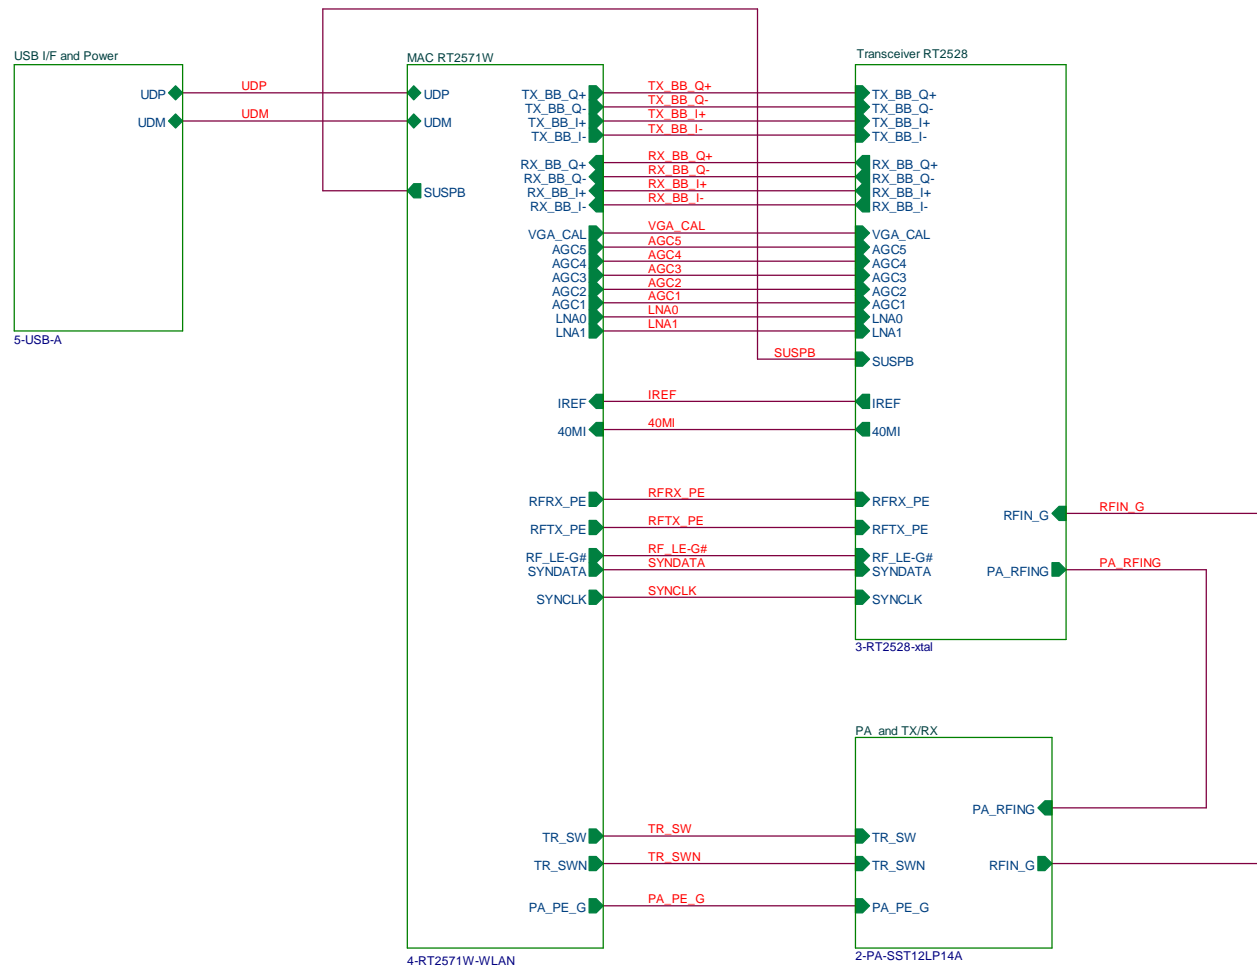 USB I/F and Power
UDP
UDM
5-USB-A
UDP
UDM
MAC RT2571W
UDP
UDM
SUSPB
TX_BB_Q+
TX_BB_Q-
TX_BB_I+
TX_BB_I-
RX_BB_Q+
RX_BB_Q-
RX_BB_I+
RX_BB_I-
VGA_CAL
AGC5
AGC4
AGC3
AGC2
AGC1
LNA0
LNA1
IREF
40MI
RFRX_PE
RFTX_PE
RF_LE-G#
SYNDATA
SYNCLK
TR_SW
TR_SWN
PA_PE_G
4-RT2571W-WLAN
TX_BB_Q+
TX_BB_Q-
TX_BB_I+
TX_BB_I-
RX_BB_Q+
RX_BB_Q-
RX_BB_I+
RX_BB_I-
VGA_CAL
AGC5
AGC4
AGC3
AGC2
AGC1
LNA0
LNA1
SUSPB
IREF
40MI
RFRX_PE
RFTX_PE
RF_LE-G#
SYNDATA
SYNCLK
TR_SW
TR_SWN
PA_PE_G
Transceiver RT2528
TX_BB_Q+
TX_BB_Q-
TX_BB_I+
TX_BB_I-
RX_BB_Q+
RX_BB_Q-
RX_BB_I+
RX_BB_I-
VGA_CAL
AGC5
AGC4
AGC3
AGC2
AGC1
LNA0
LNA1
SUSPB
IREF
40MI
RFRX_PE
RFTX_PE
RF_LE-G#
SYNDATA
SYNCLK
RFIN_G
PA_RFING
3-RT2528-xtal
RFIN_G
PA_RFING
PA and TX/RX
PA_RFING
TR_SW
TR_SWN
RFIN_G
PA_PE_G
2-PA-SST12LP14A